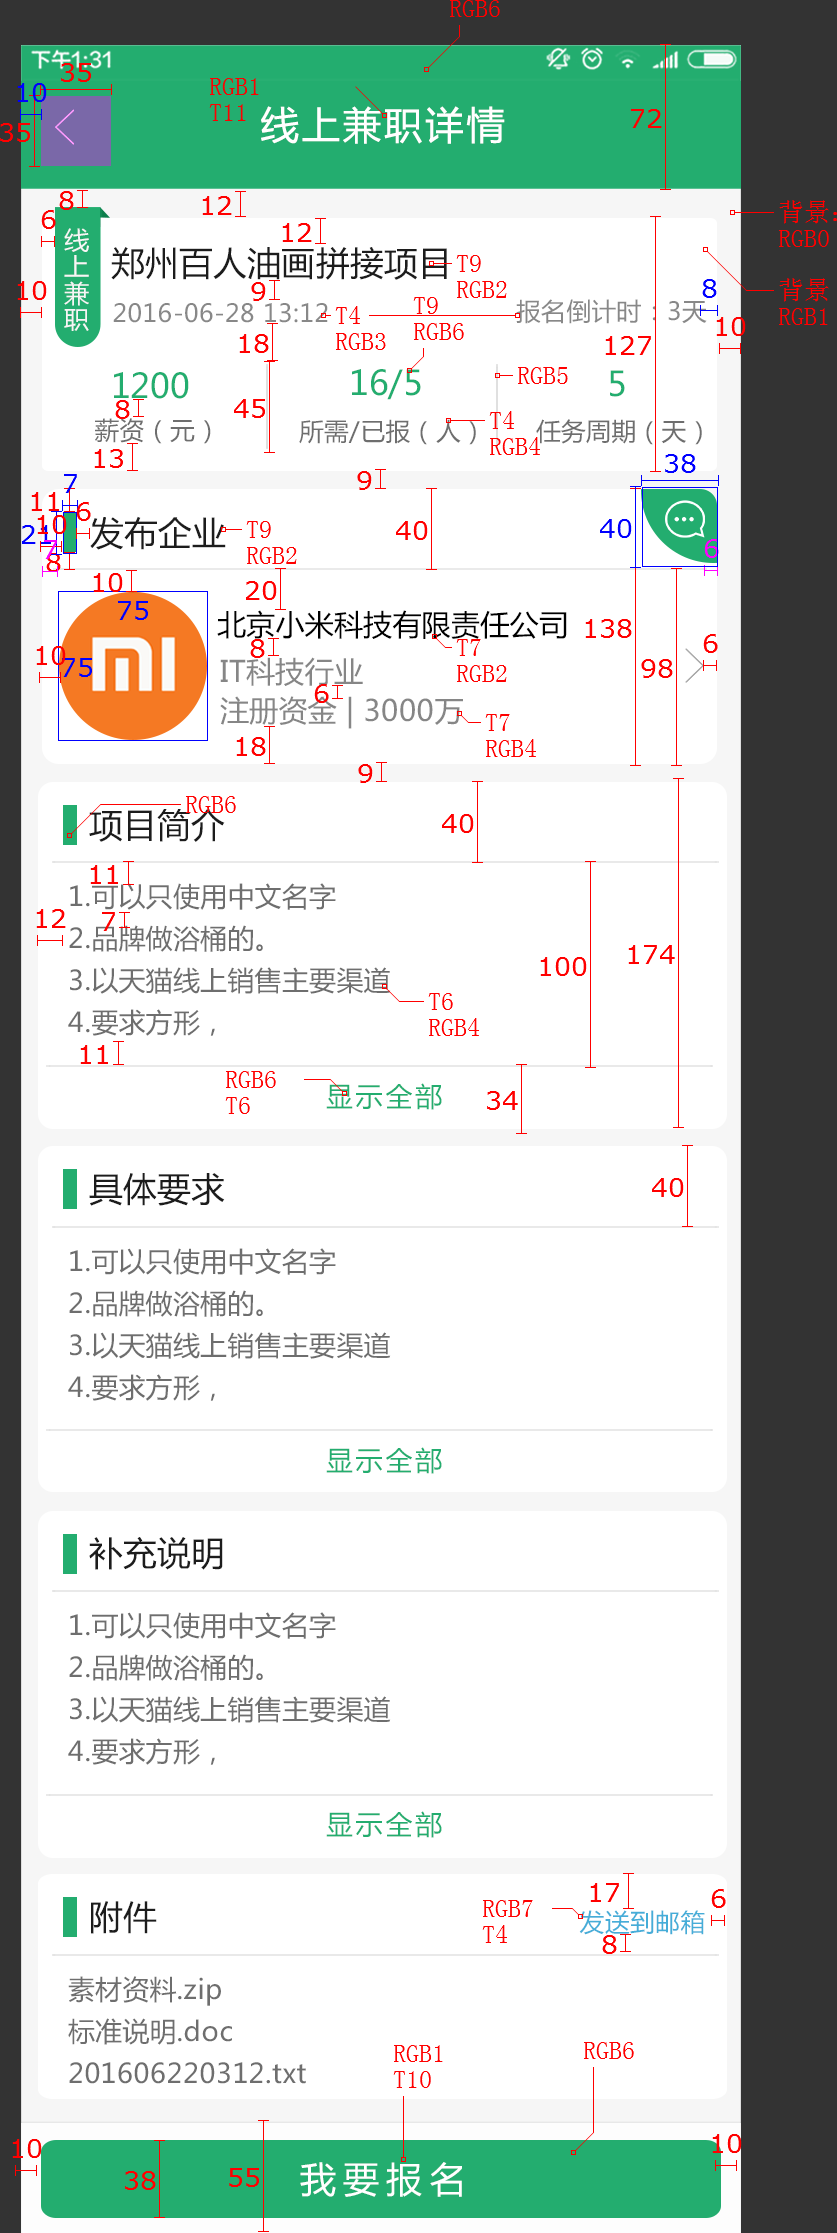 RGB6
下午1:31
35
10
RGB1
T11
线上兼职详情
72
35
8
12
背景:
RGB0
6
线上兼职
12
郑州百人油画拼接项目
T9
RGB2
背景
RGB1
10
9
8
2016-06-28 13:12
T4
RGB3
T9
RGB6
报名倒计时：3天
10
18
127
1200
16/5
RGB5
5
8
45
T4
RGB4
薪资（元）
所需/已报（人）
任务周期（天）
13
9
38
7
11
6
10
21
发布企业
T9
RGB2
40
40
7
8
6
10
20
75
北京小米科技有限责任公司
138
98
6
10
75
8
T7
RGB2
IT科技行业
6
注册资金 | 3000万
T7
RGB4
18
9
RGB6
项目简介
40
11
1.可以只使用中文名字
12
7
2.品牌做浴桶的。
100
174
3.以天猫线上销售主要渠道
T6
RGB4
4.要求方形，
11
RGB6
T6
显示全部
34
具体要求
40
1.可以只使用中文名字
2.品牌做浴桶的。
3.以天猫线上销售主要渠道
4.要求方形，
显示全部
补充说明
1.可以只使用中文名字
2.品牌做浴桶的。
3.以天猫线上销售主要渠道
4.要求方形，
显示全部
附件
17
6
RGB7
T4
发送到邮箱
8
素材资料.zip
标准说明.doc
201606220312.txt
RGB1
T10
RGB6
10
10
38
55
我要报名